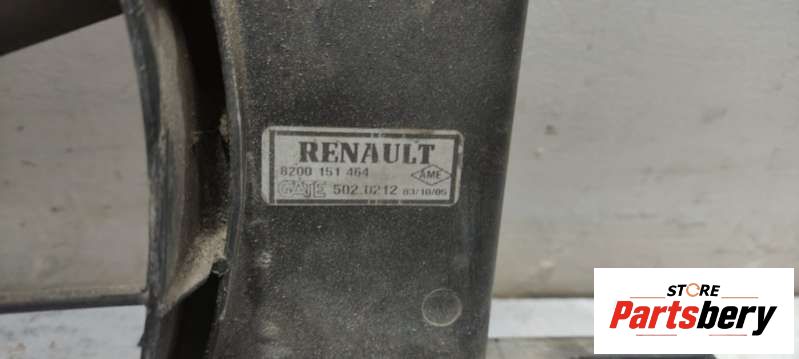 RENAULT
8200 151 464
AME
GATE 502.0212 03/10/05
STORE
Partsbery